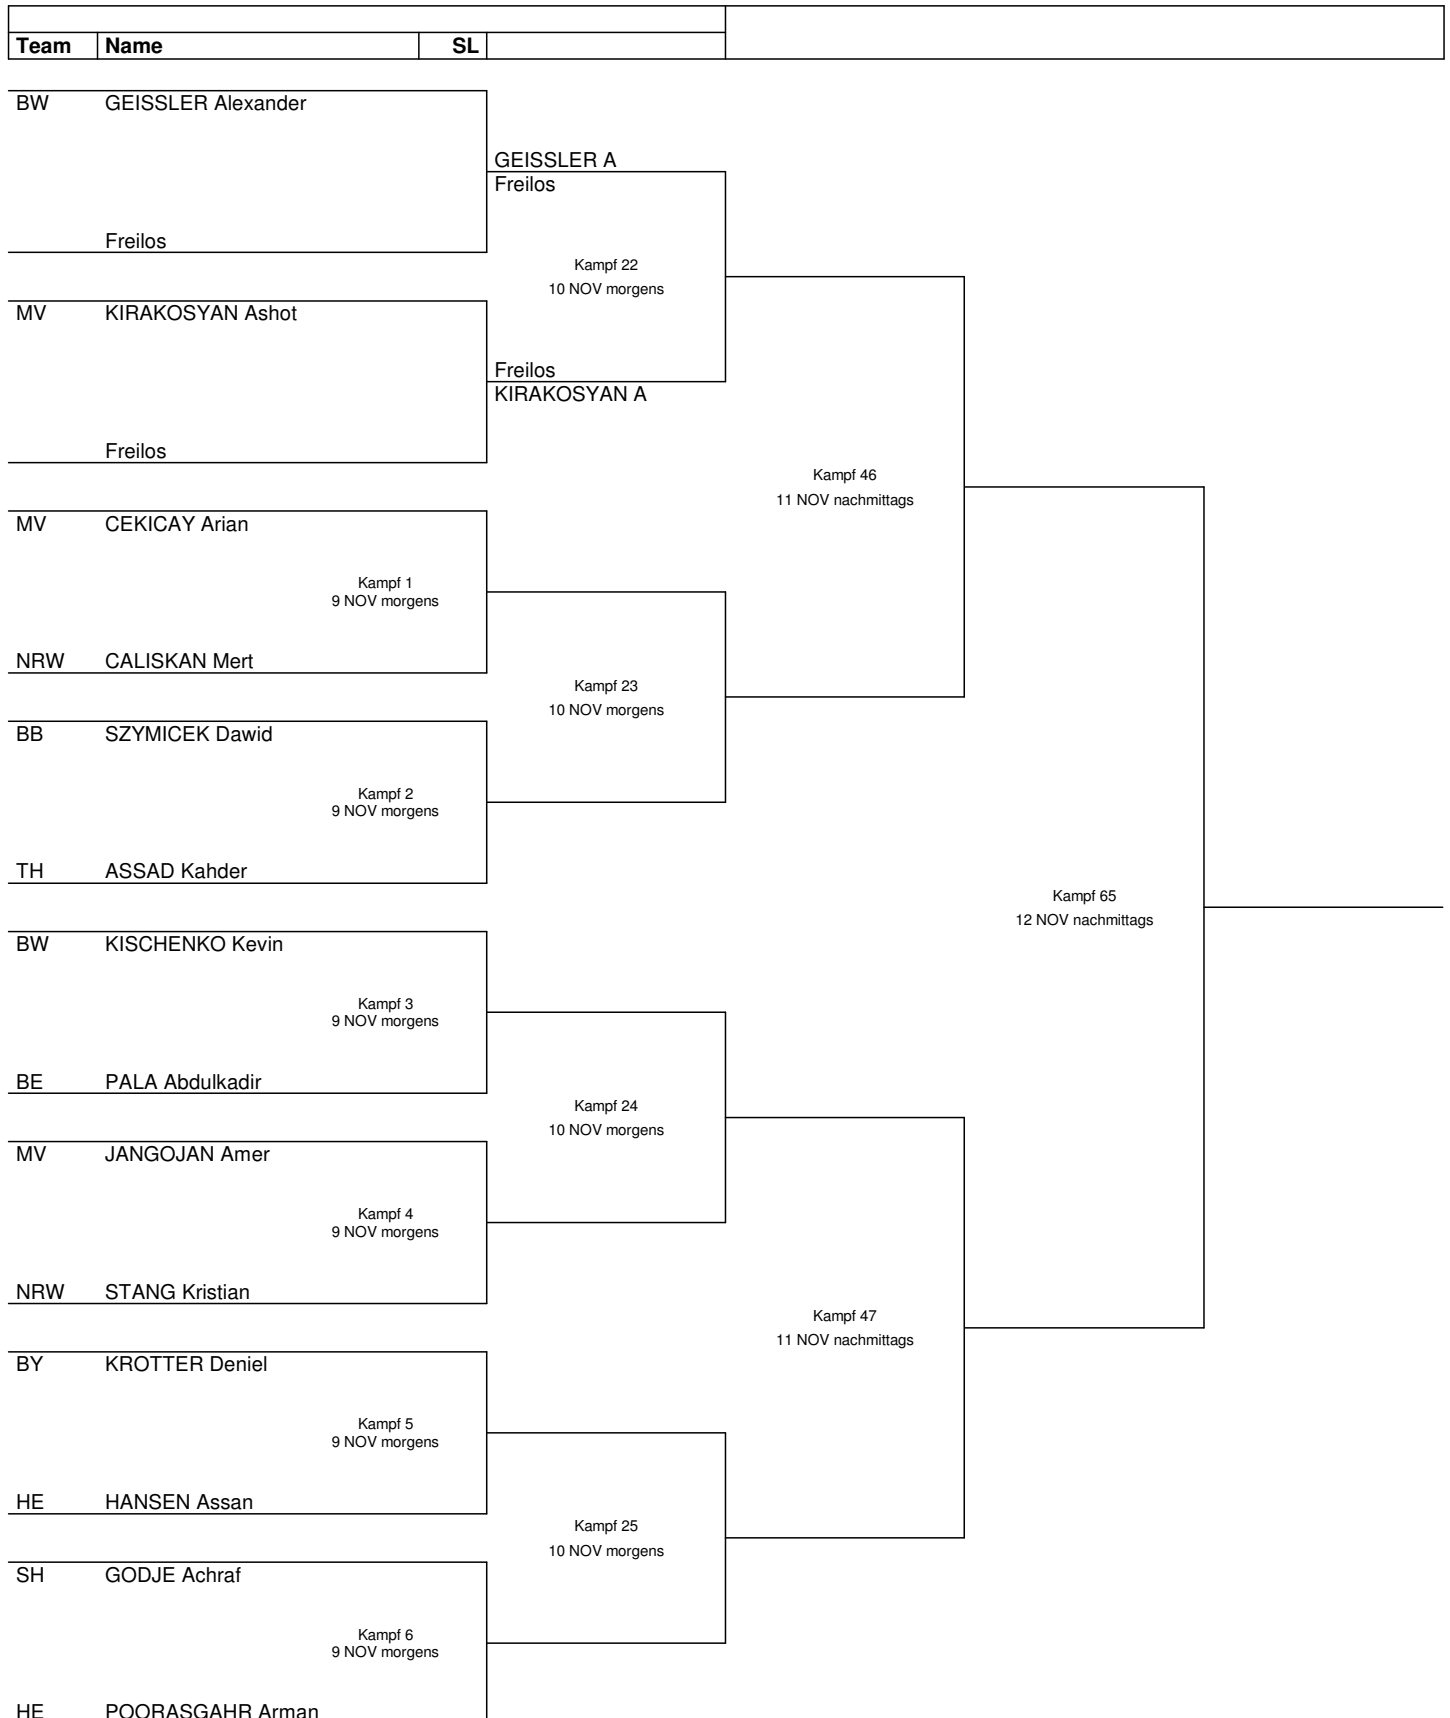 Team Name SL
BW GEISSLER Alexander
GEISSLER A
Freilos
Freilos
Kampf 22
10 NOV morgens
MV KIRAKOSYAN Ashot
Freilos
KIRAKOSYAN A
Freilos
Kampf 46
11 NOV nachmittags
MV CEKICAY Arian
Kampf 1
9 NOV morgens
NRW CALISKAN Mert
Kampf 23
10 NOV morgens
BB SZYMICEK Dawid
Kampf 2
9 NOV morgens
TH ASSAD Kahder
Kampf 65
12 NOV nachmittags
BW KISCHENKO Kevin
Kampf 3
9 NOV morgens
BE PALA Abdulkadir
Kampf 24
10 NOV morgens
MV JANGOJAN Amer
Kampf 4
9 NOV morgens
NRW STANG Kristian
Kampf 47
11 NOV nachmittags
BY KROTTER Deniel
Kampf 5
9 NOV morgens
HE HANSEN Assan
Kampf 25
10 NOV morgens
SH GODJE Achraf
Kampf 6
9 NOV morgens
HE POORASGAHR Arman